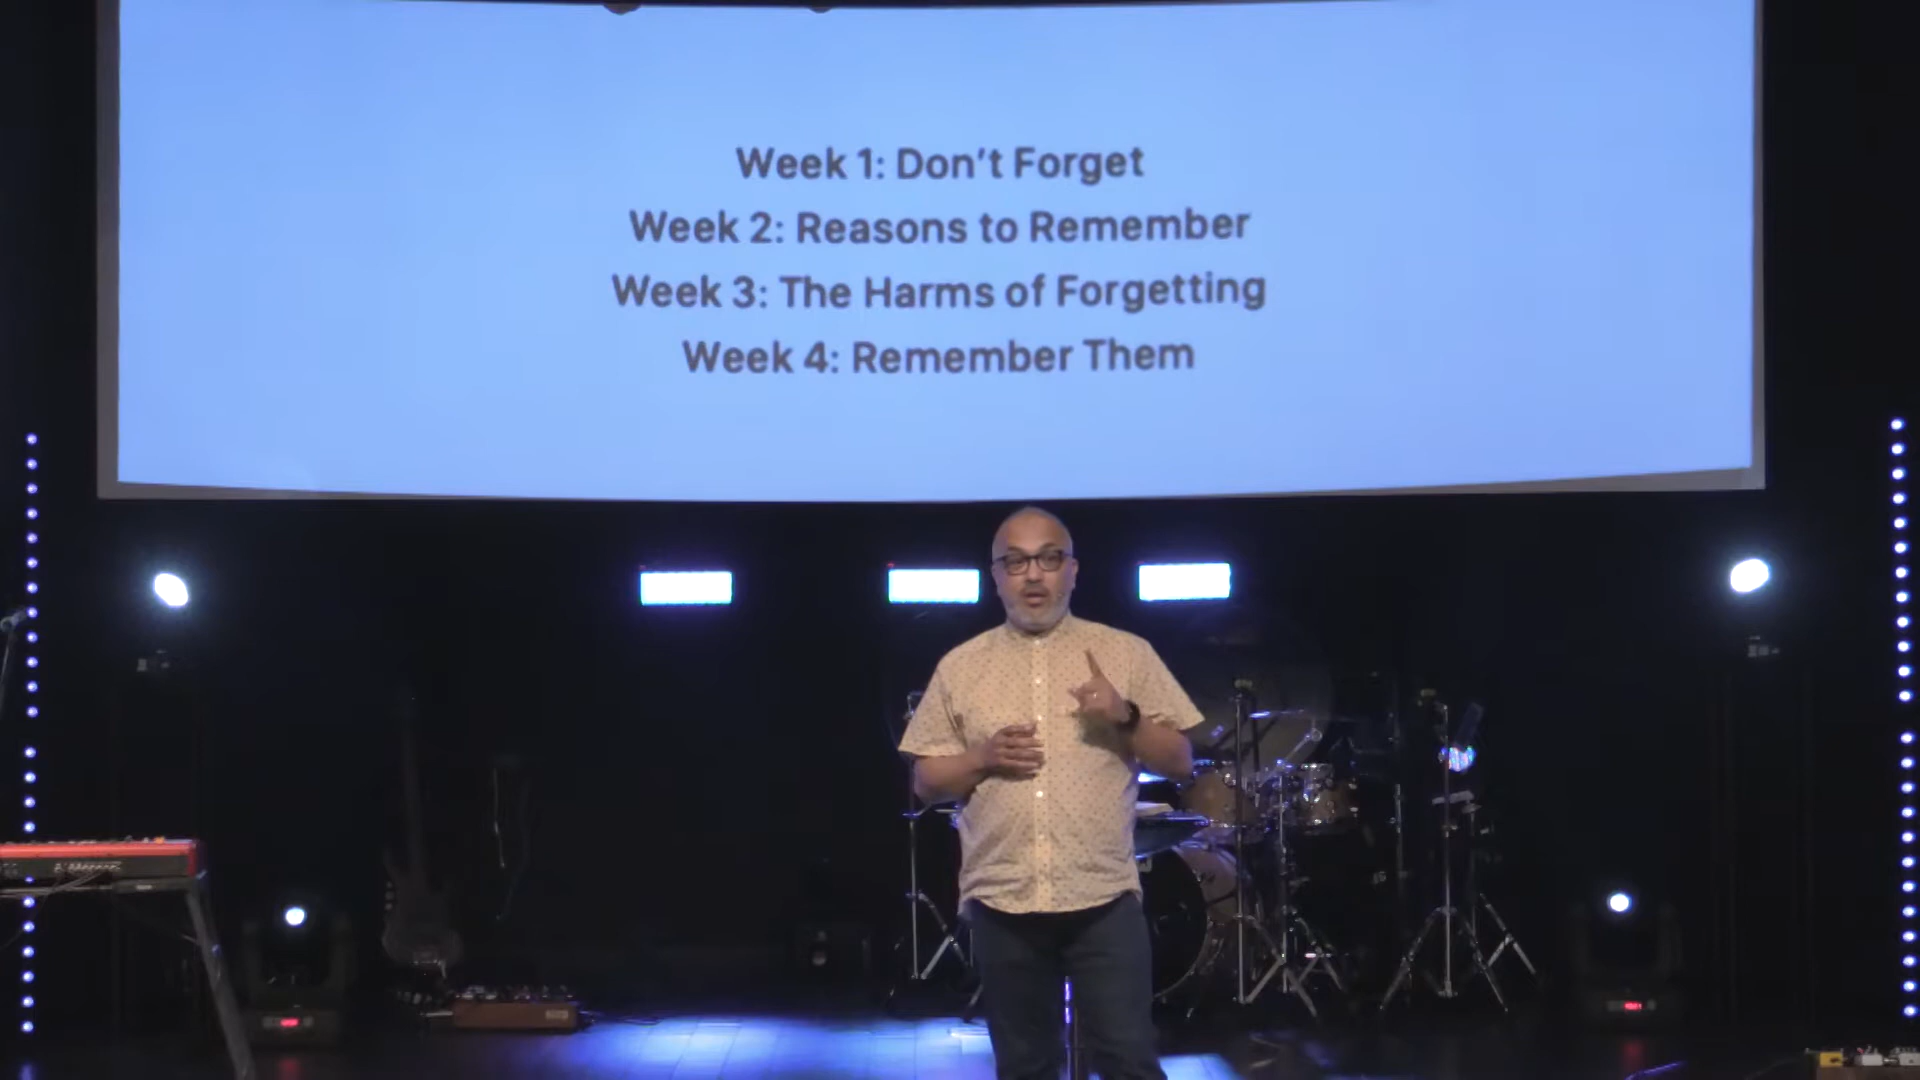 Week 1: Don't Forget
Week 2: Reasons to Remember
Week 3: The Harms of Forgetting
Week 4: Remember Them